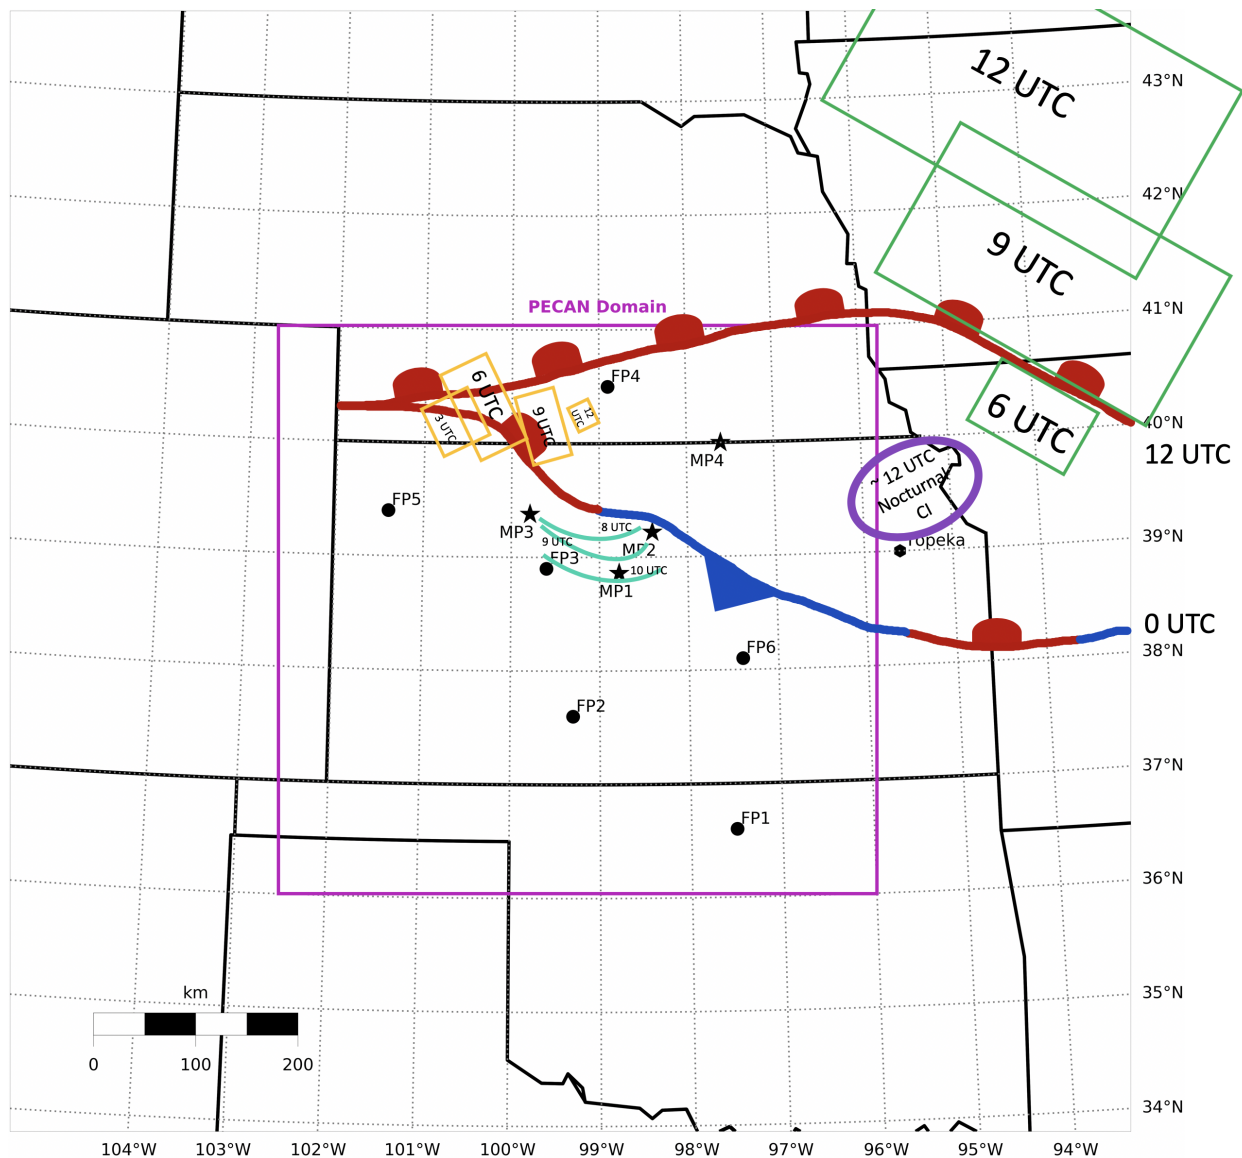 12 UTC
43°N
42°N
9 UTC
41°N
PECAN Domain
6 UTC
FP4
3 UTC
9 UTC
12
UTC
6 UTC
40°N
12 UTC
MP4
~ 12 UTC
Nocturnal
CI
FP5
MP3
8 UTC
9 UTC
MP2
39°N
Topeka
FP3
10 UTC
MP1
0 UTC
FP6
38°N
FP2
37°N
FP1
36°N
km
35°N
0
100
200
34°N
104°W 103°W 102°W 101°W 100°W 99°W 98°W 97°W 96°W 95°W 94°W